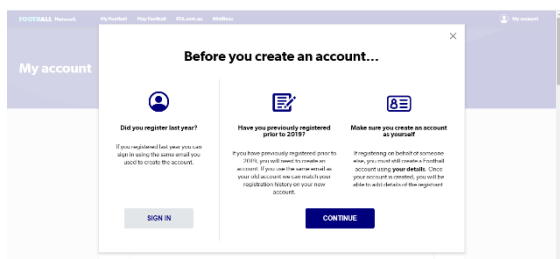 FOOTBALL Network
My Football Play Football FFA.com.au MiniRoos
My account
My account
Before you create an account...
Did you register last year?
If you registered last year you can
sign in using the same email you
used to create the account.
SIGN IN
Have you previously registered
prior to 2019?
If you have previously registered prior to
2019, you will need to create an
account. If you use the same email as
your old account we can match your
registration history on your new
account.
Make sure you create an account
as yourself
If registering on behalf of someone
else, you must still create a Football
account using your details. Once
your account is created, you will be
able to add details of the registrant
CONTINUE